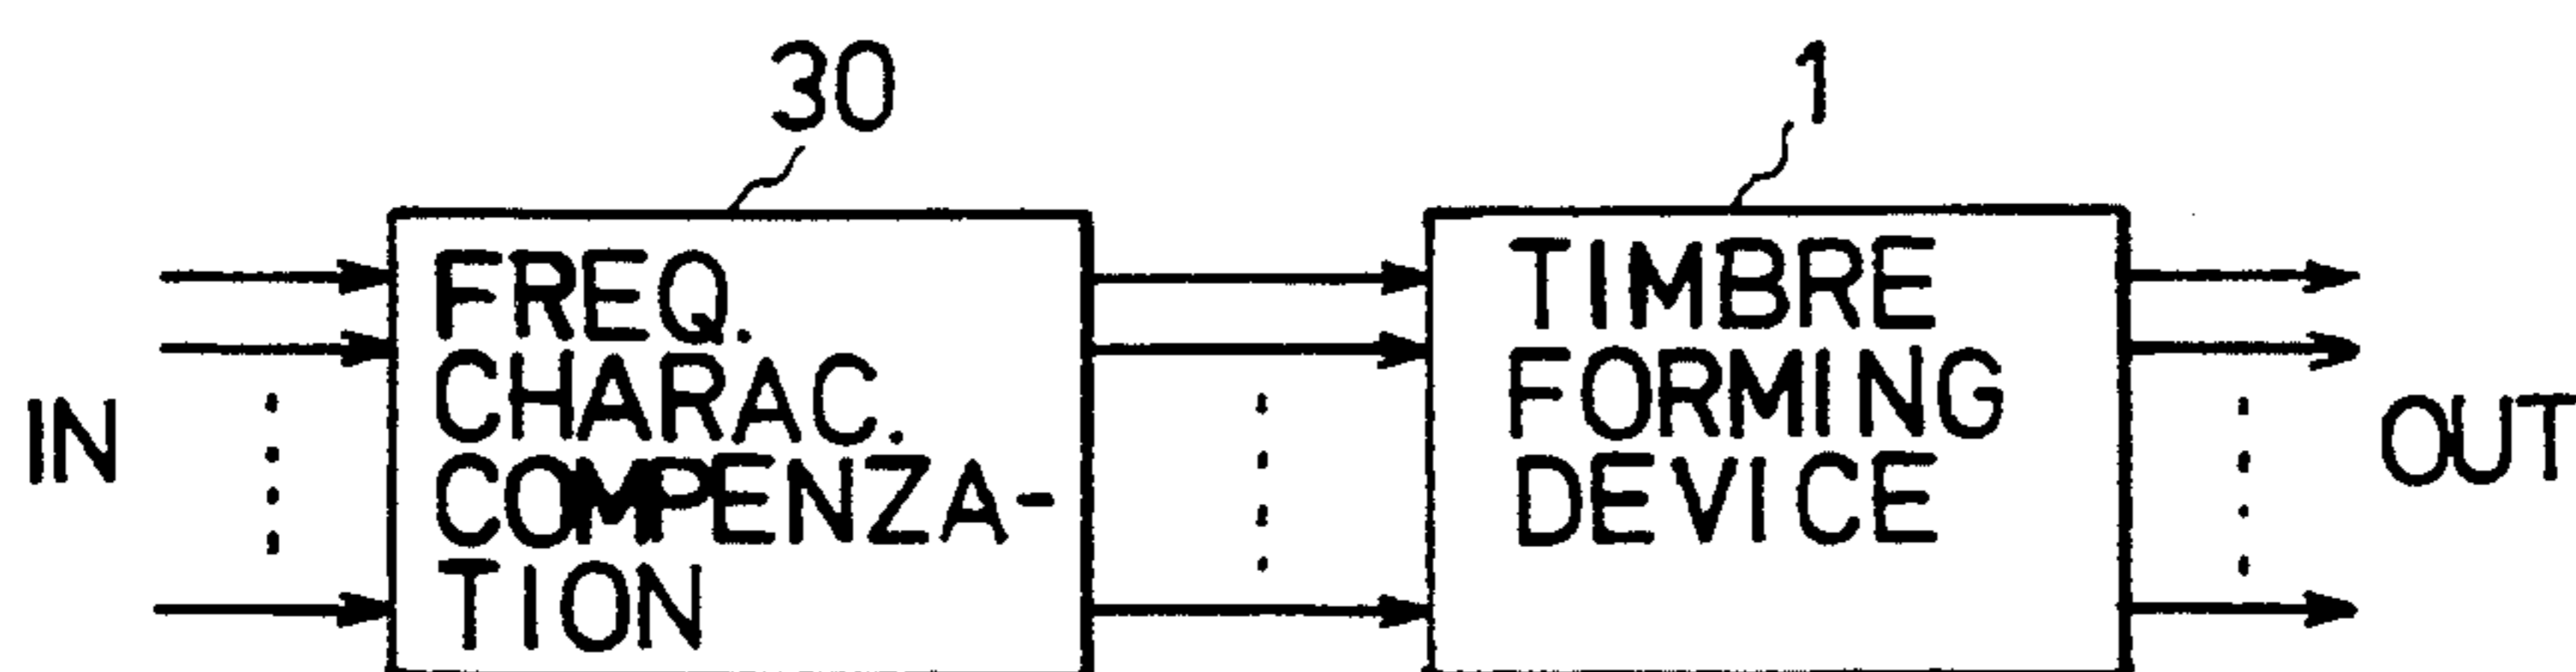 30
1
IN
FREQ.
CHARAC.
COMPENZA-
TION
TIMBRE
FORMING
DEVICE
OUT